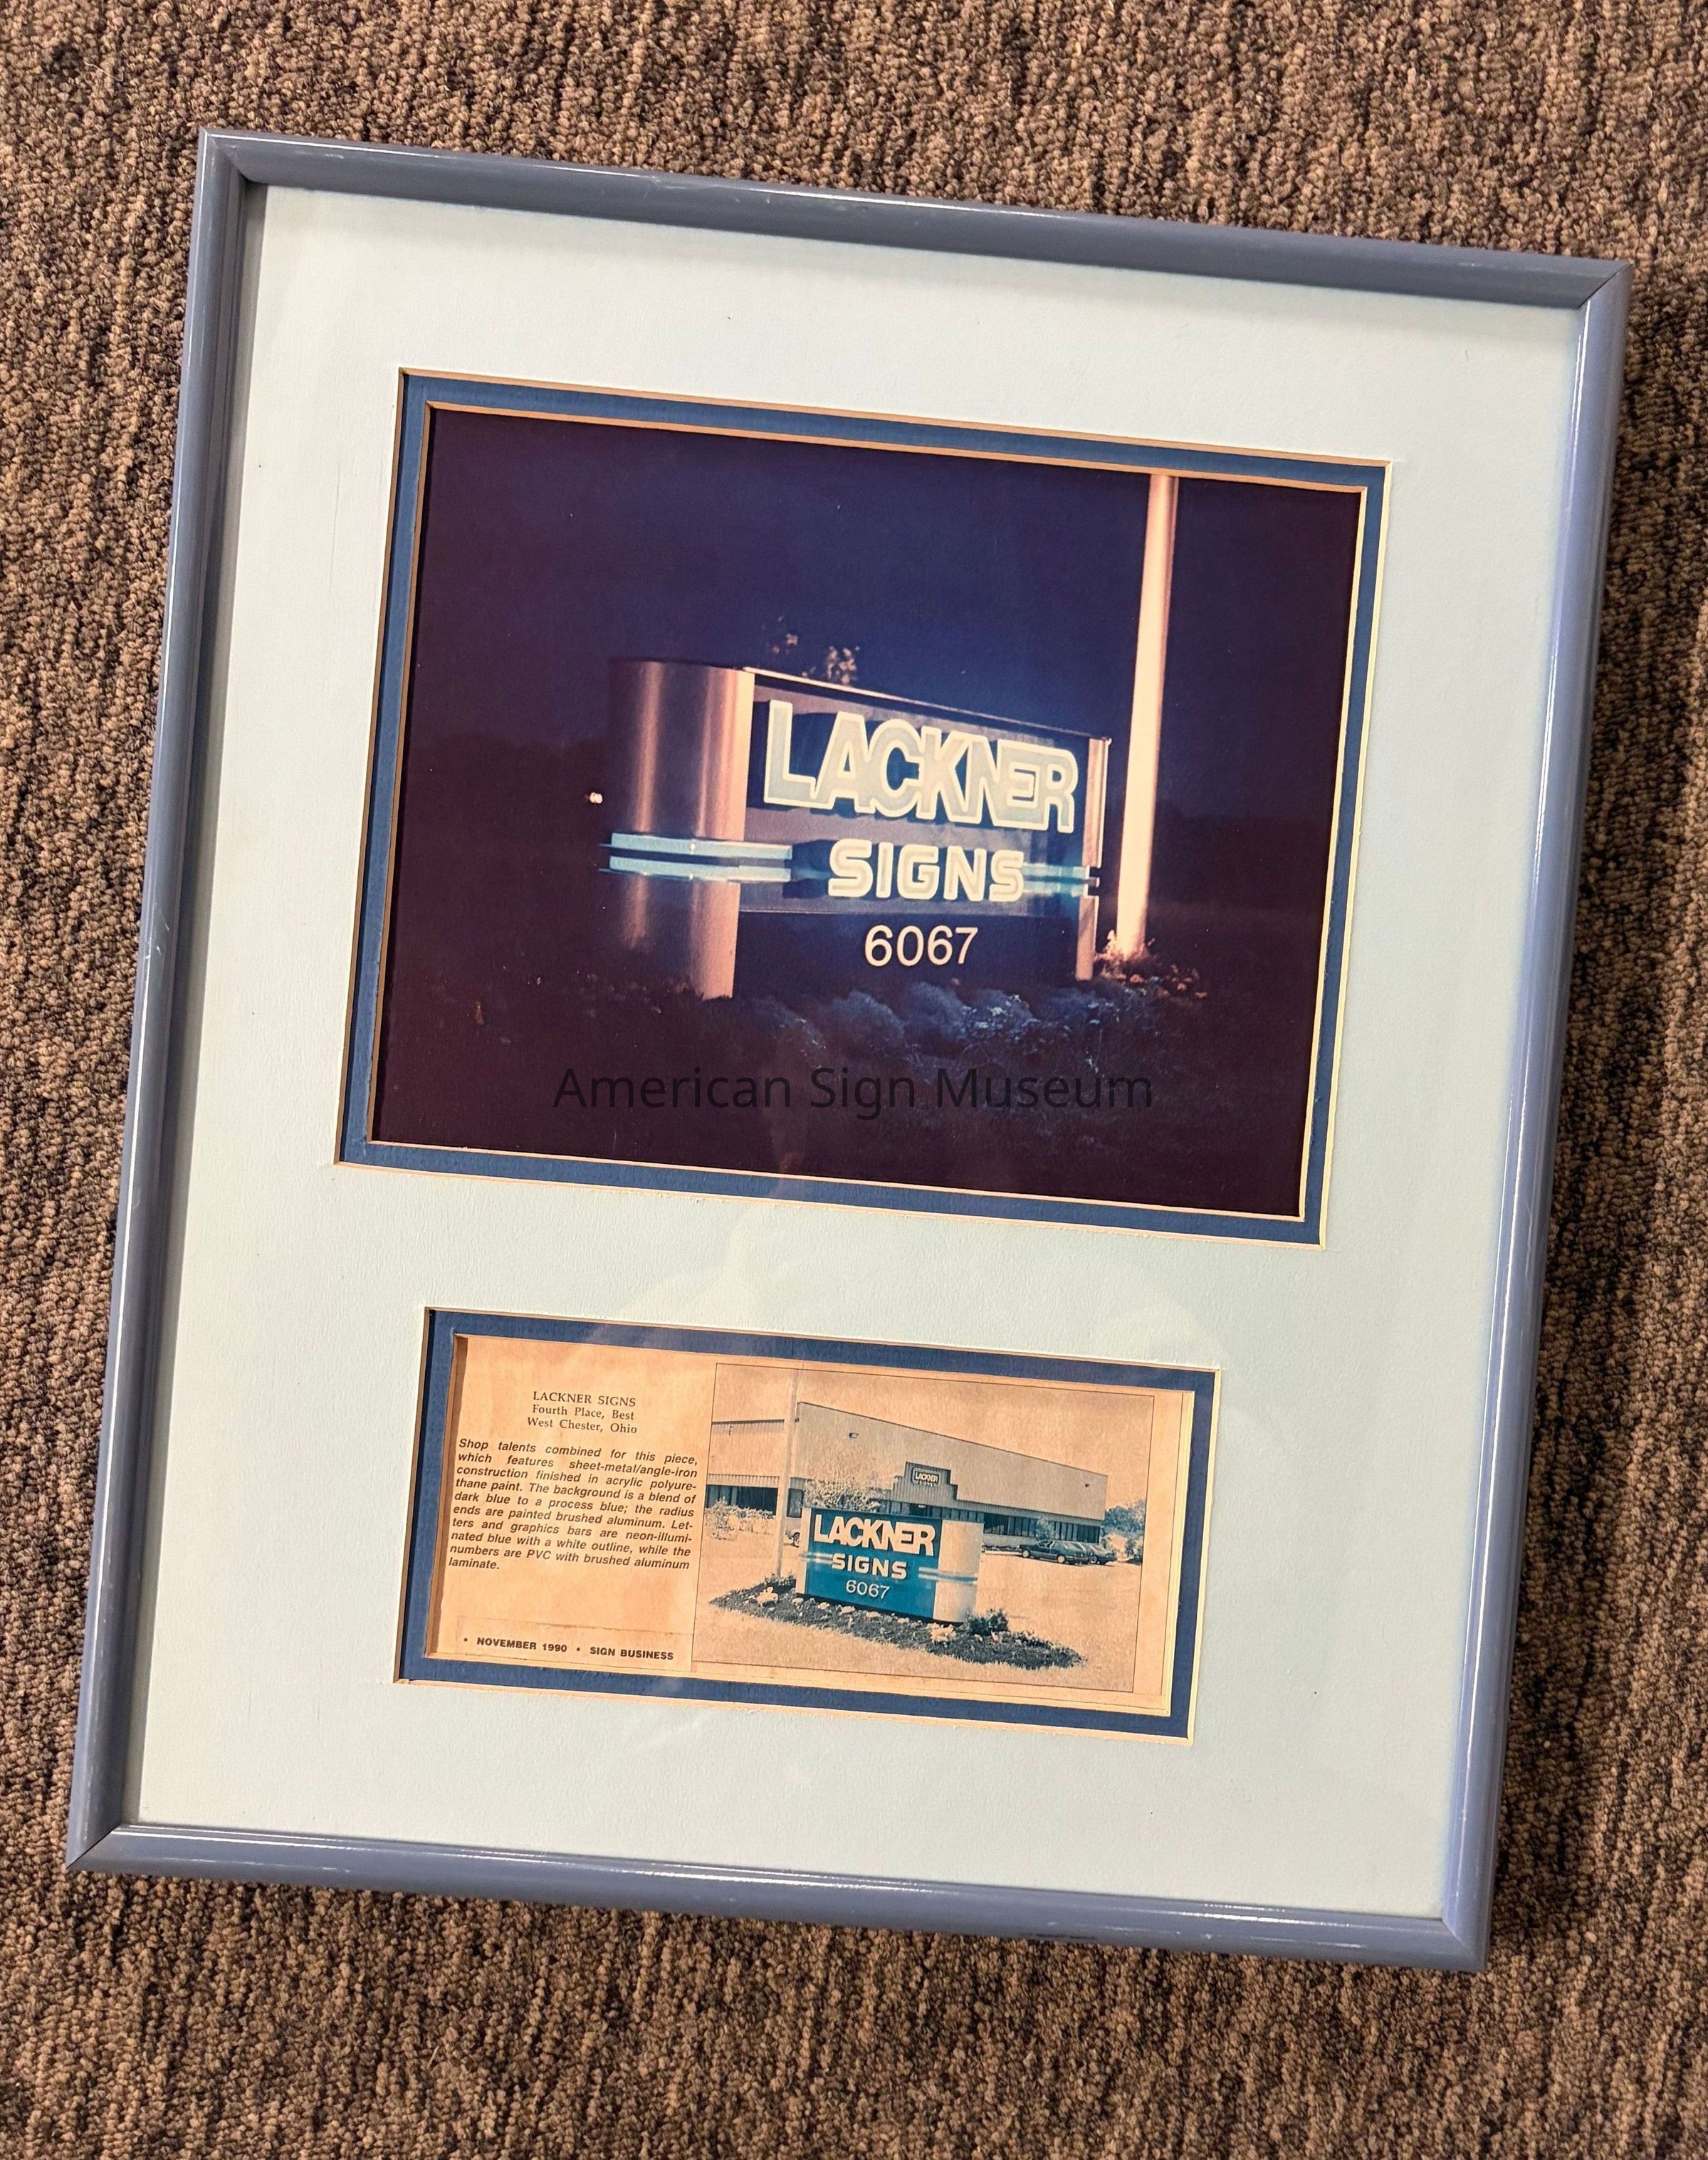 LACKNER
SIGNS
6067
American Sign Museum
LACKNER SIGNS
Fourth Place, Best
West Chester, Ohio
Shop talents combined for this piece,
which features sheet-metal/angle-iron
construction finished in acrylic polyure-
thane paint. The background is a blend of
dark blue to a process blue; the radius
ends are painted brushed aluminum. Let-
ters and graphics bars are neon-illumi-
nated blue with a white outline, while the
numbers are PVC with brushed aluminum
laminate.
• NOVEMBER 1990 • SIGN BUSINESS
LACKNER
LACKNER
SIGNS
6067